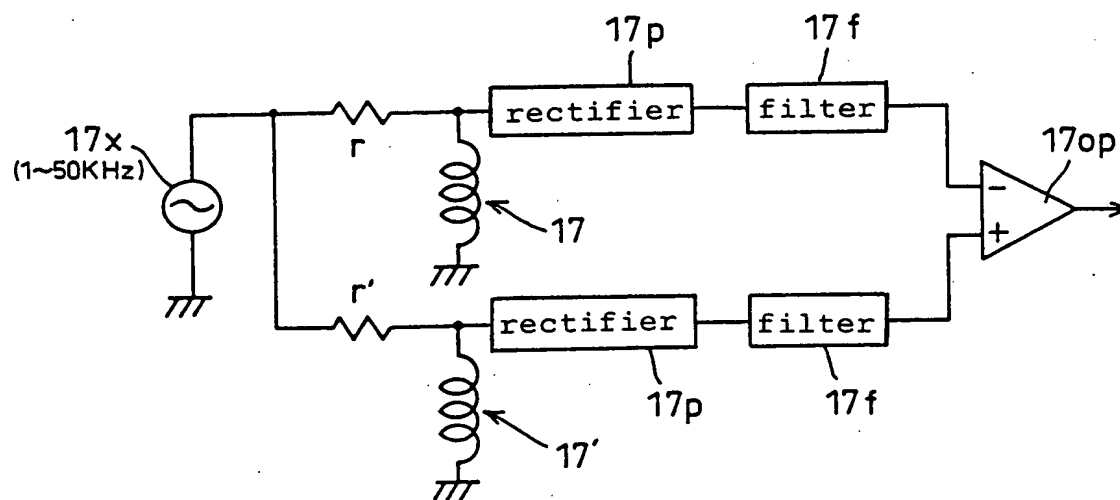 17p
17f
rectifier
filter
17x
(1~50KHz)
r
17op
-
+
17
r'
rectifier
filter
17p
17f
17'